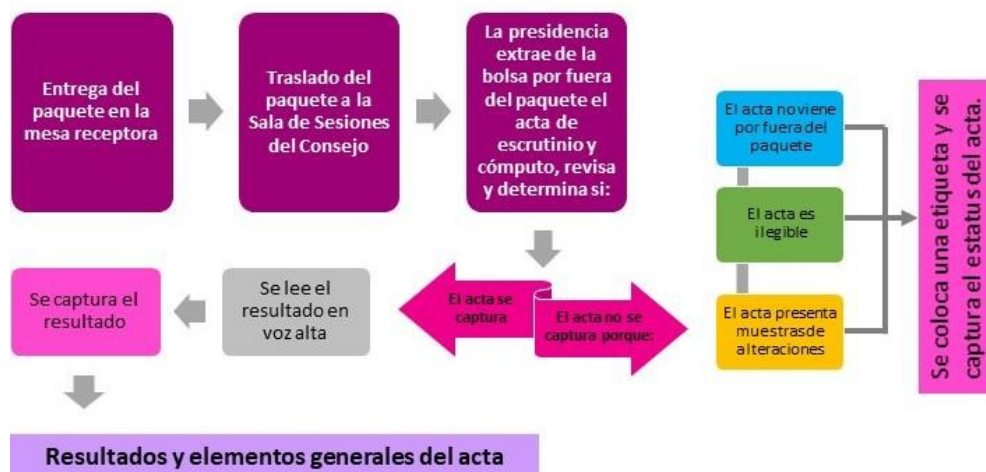 Entrega del
paquete en la
mesa receptora
Traslado del
paquete a la
Sala de Sesiones
del Consejo
La presidencia
extrae de la
bolsa por fuera
del paquete el
acta de
escrutinio y
cómputo, revisa
y determina si:
El acta se
captura
El acta no se
captura porque:
Se lee el
resultado en
voz alta
Se captura el
resultado
Resultados y elementos generales del acta
El acta no viene
por fuera del
paquete
El acta es
ilegible
El acta presenta
muestras de
alteraciones
Se coloca una etiqueta y se
captura el estatus del acta.